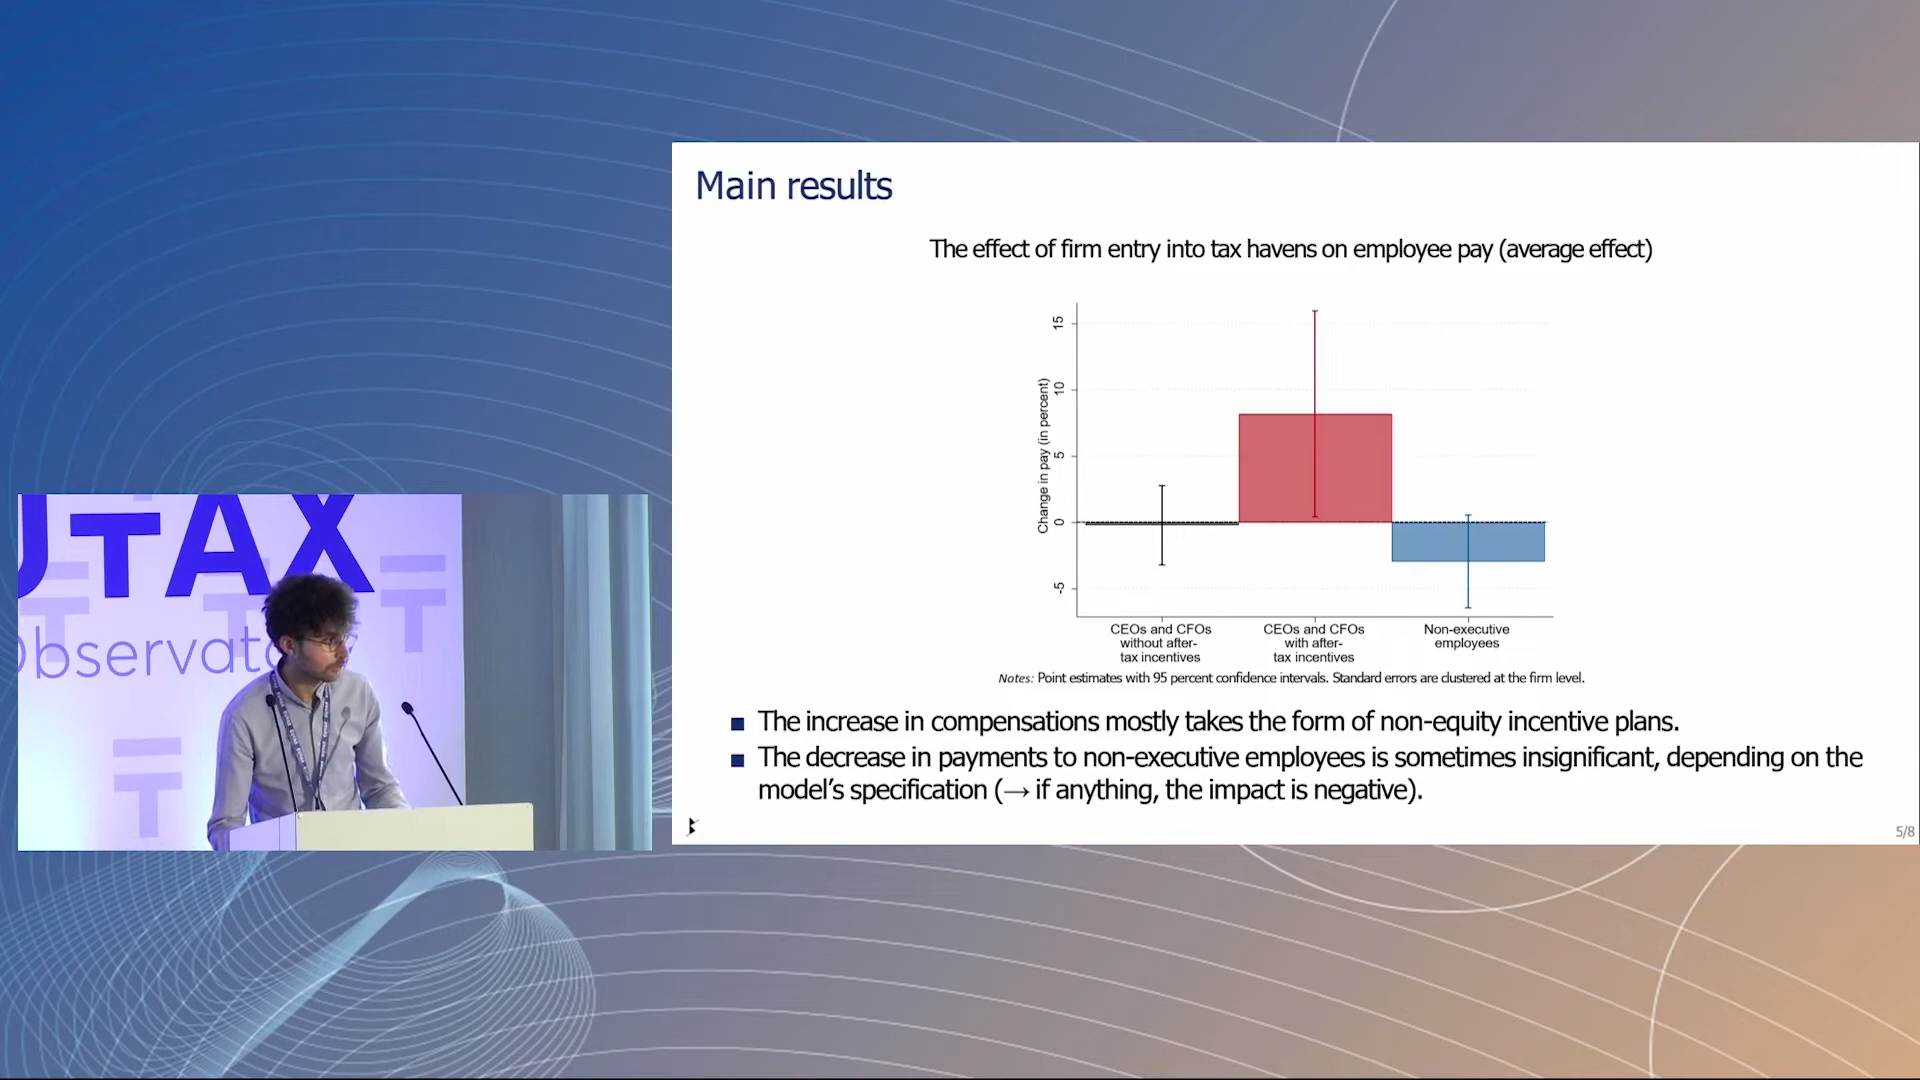 Main results
The effect of firm entry into tax havens on employee pay (average effect)
Change in pay (in percent)
15
10
5
0
-5
CEOs and CFOs
without after-
tax incentives
CEOs and CFOs
with after-
tax incentives
Non-executive
employees
Notes: Point estimates with 95 percent confidence intervals. Standard errors are clustered at the firm level.
The increase in compensations mostly takes the form of non-equity incentive plans.
The decrease in payments to non-executive employees is sometimes insignificant, depending on the
model’s specification (→ if anything, the impact is negative).
5/8
UTAX
Observato